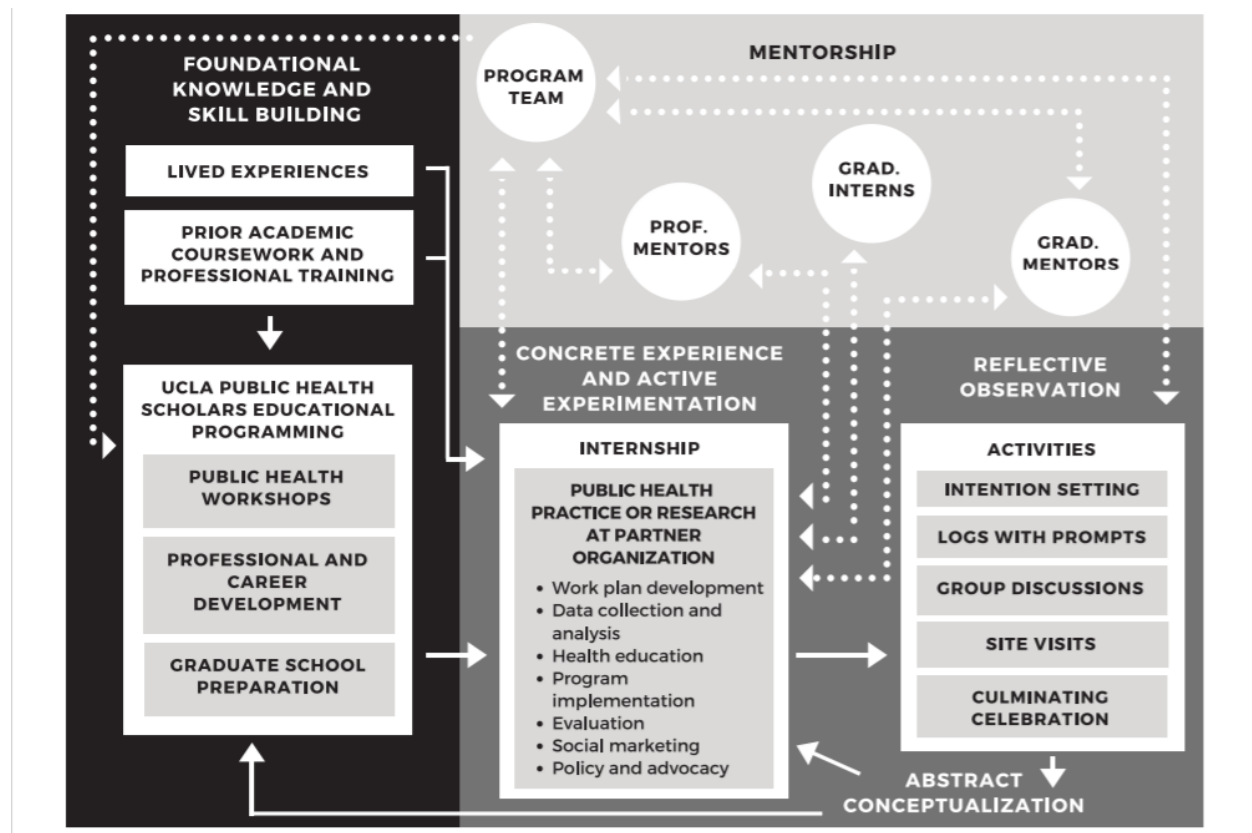 FOUNDATIONAL
KNOWLEDGE AND
SKILL BUILDING
LIVED EXPERIENCES
PRIOR ACADEMIC
COURSEWORK AND
PROFESSIONAL TRAINING
UCLA PUBLIC HEALTH
SCHOLARS EDUCATIONAL
PROGRAMMING
PUBLIC HEALTH
WORKSHOPS
PROFESSIONAL AND
CAREER
DEVELOPMENT
GRADUATE SCHOOL
PREPARATION
MENTORSHIP
PROGRAM
TEAM
PROF.
MENTORS
GRAD.
INTERNS
GRAD.
MENTORS
CONCRETE EXPERIENCE
AND ACTIVE
EXPERIMENTATION
INTERNSHIP
PUBLIC HEALTH
PRACTICE OR RESEARCH
AT PARTNER
ORGANIZATION
• Work plan development
• Data collection and
analysis
• Health education
• Program
implementation
• Evaluation
• Social marketing
• Policy and advocacy
REFLECTIVE
OBSERVATION
ACTIVITIES
INTENTION SETTING
LOGS WITH PROMPTS
GROUP DISCUSSIONS
SITE VISITS
CULMINATING
CELEBRATION
ABSTRACT
CONCEPTUALIZATION